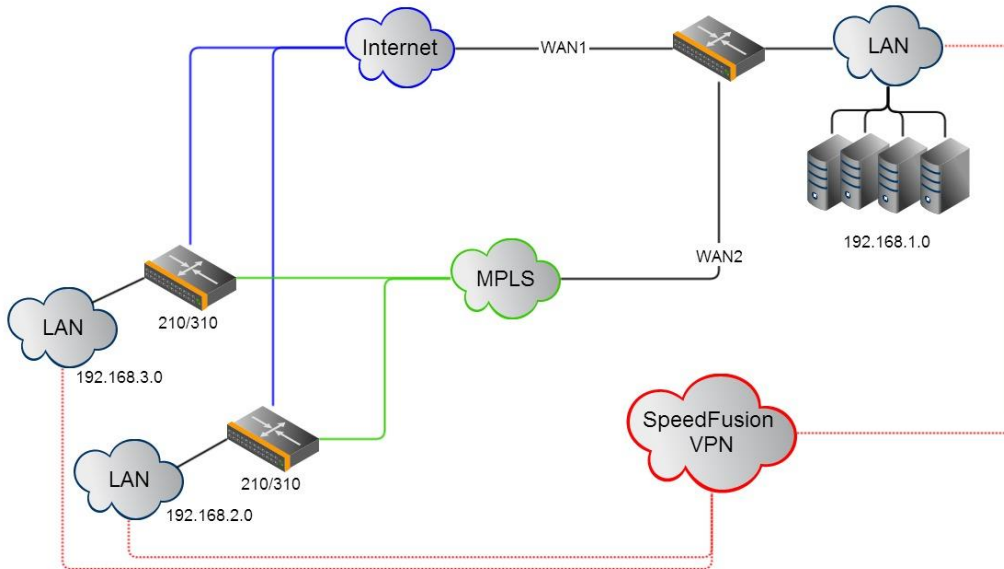 Internet
WAN1
LAN
192.168.1.0
WAN2
MPLS
210/310
LAN
192.168.3.0
SpeedFusion
VPN
LAN
210/310
192.168.2.0